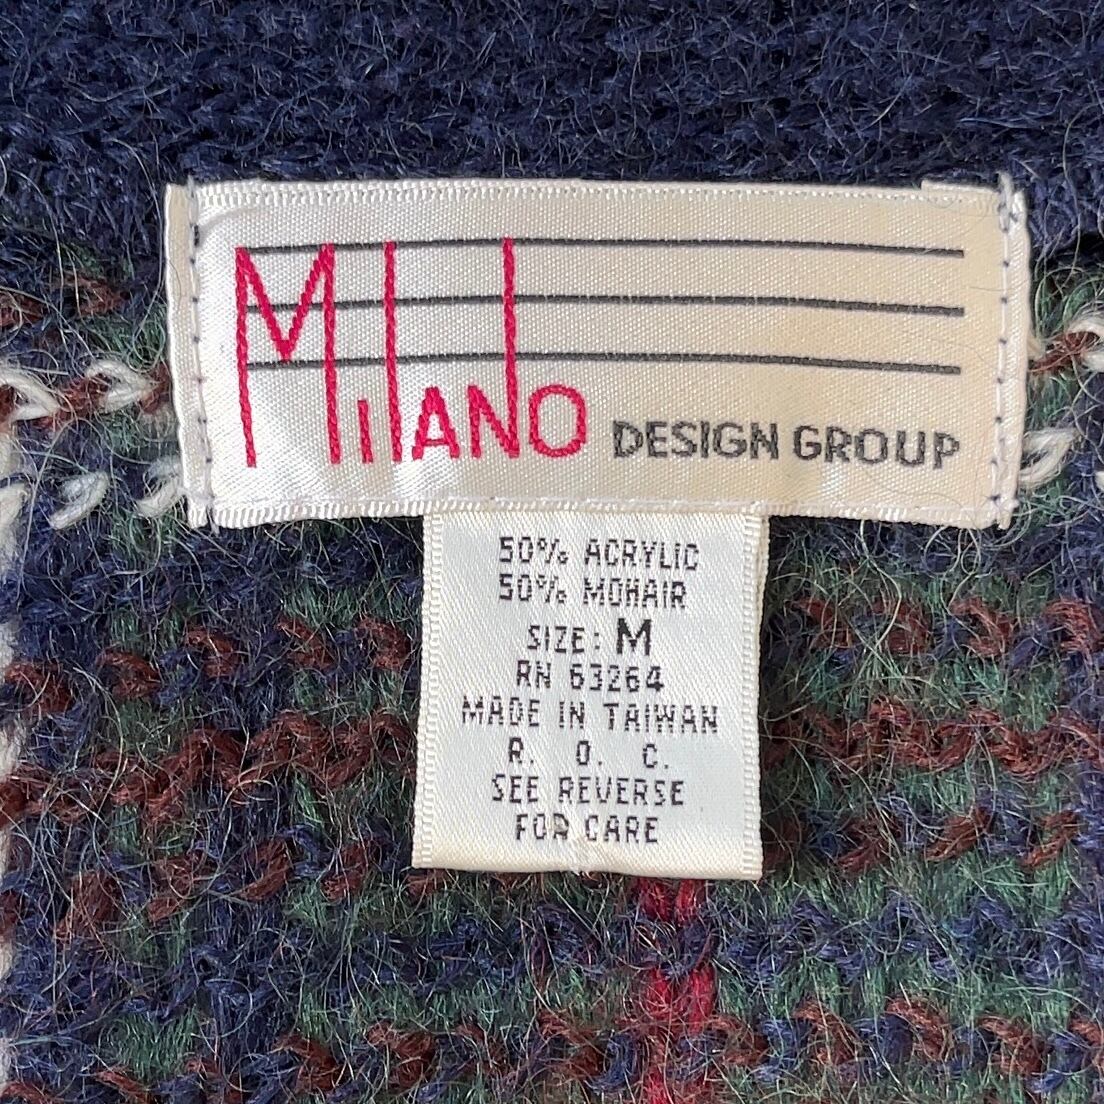 MilANO DESIGN GROUP
50% ACRYLIC
50% MOHAIR
SIZE: M
RN 63264
MADE IN TAIWAN
R. O. C.
SEE REVERSE
FOR CARE